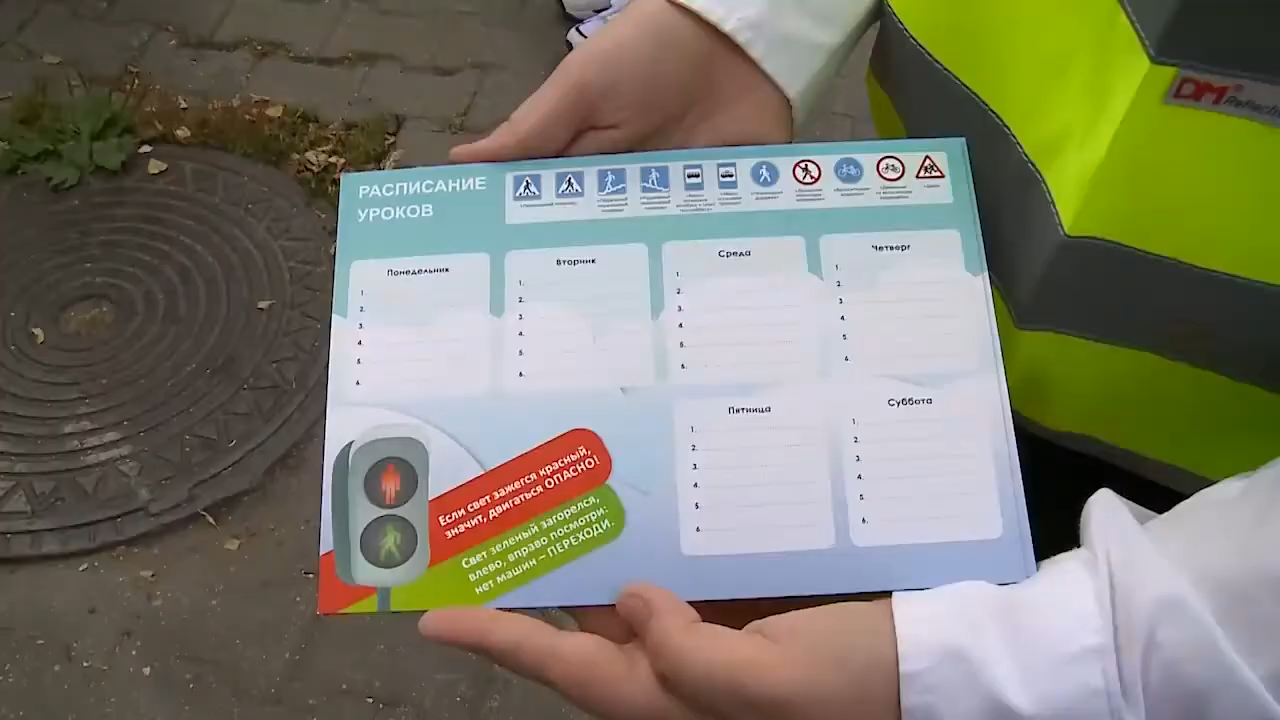 РАСПИСАНИЕ
УРОКОВ
Понедельник
1.
2.
3.
4.
5.
6.
Вторник
1.
2.
3.
4.
5.
6.
Среда
1.
2.
3.
4.
5.
6.
Четверг
1.
2.
3.
4.
5.
6.
Пятница
1.
2.
3.
4.
5.
6.
Суббота
1.
2.
3.
4.
5.
6.
Если свет зажегся красный,
значит, двигаться ОПАСНО!
Свет зеленый загорелся,
влево, вправо посмотри:
нет машин – ПЕРЕХОДИ.
DM®